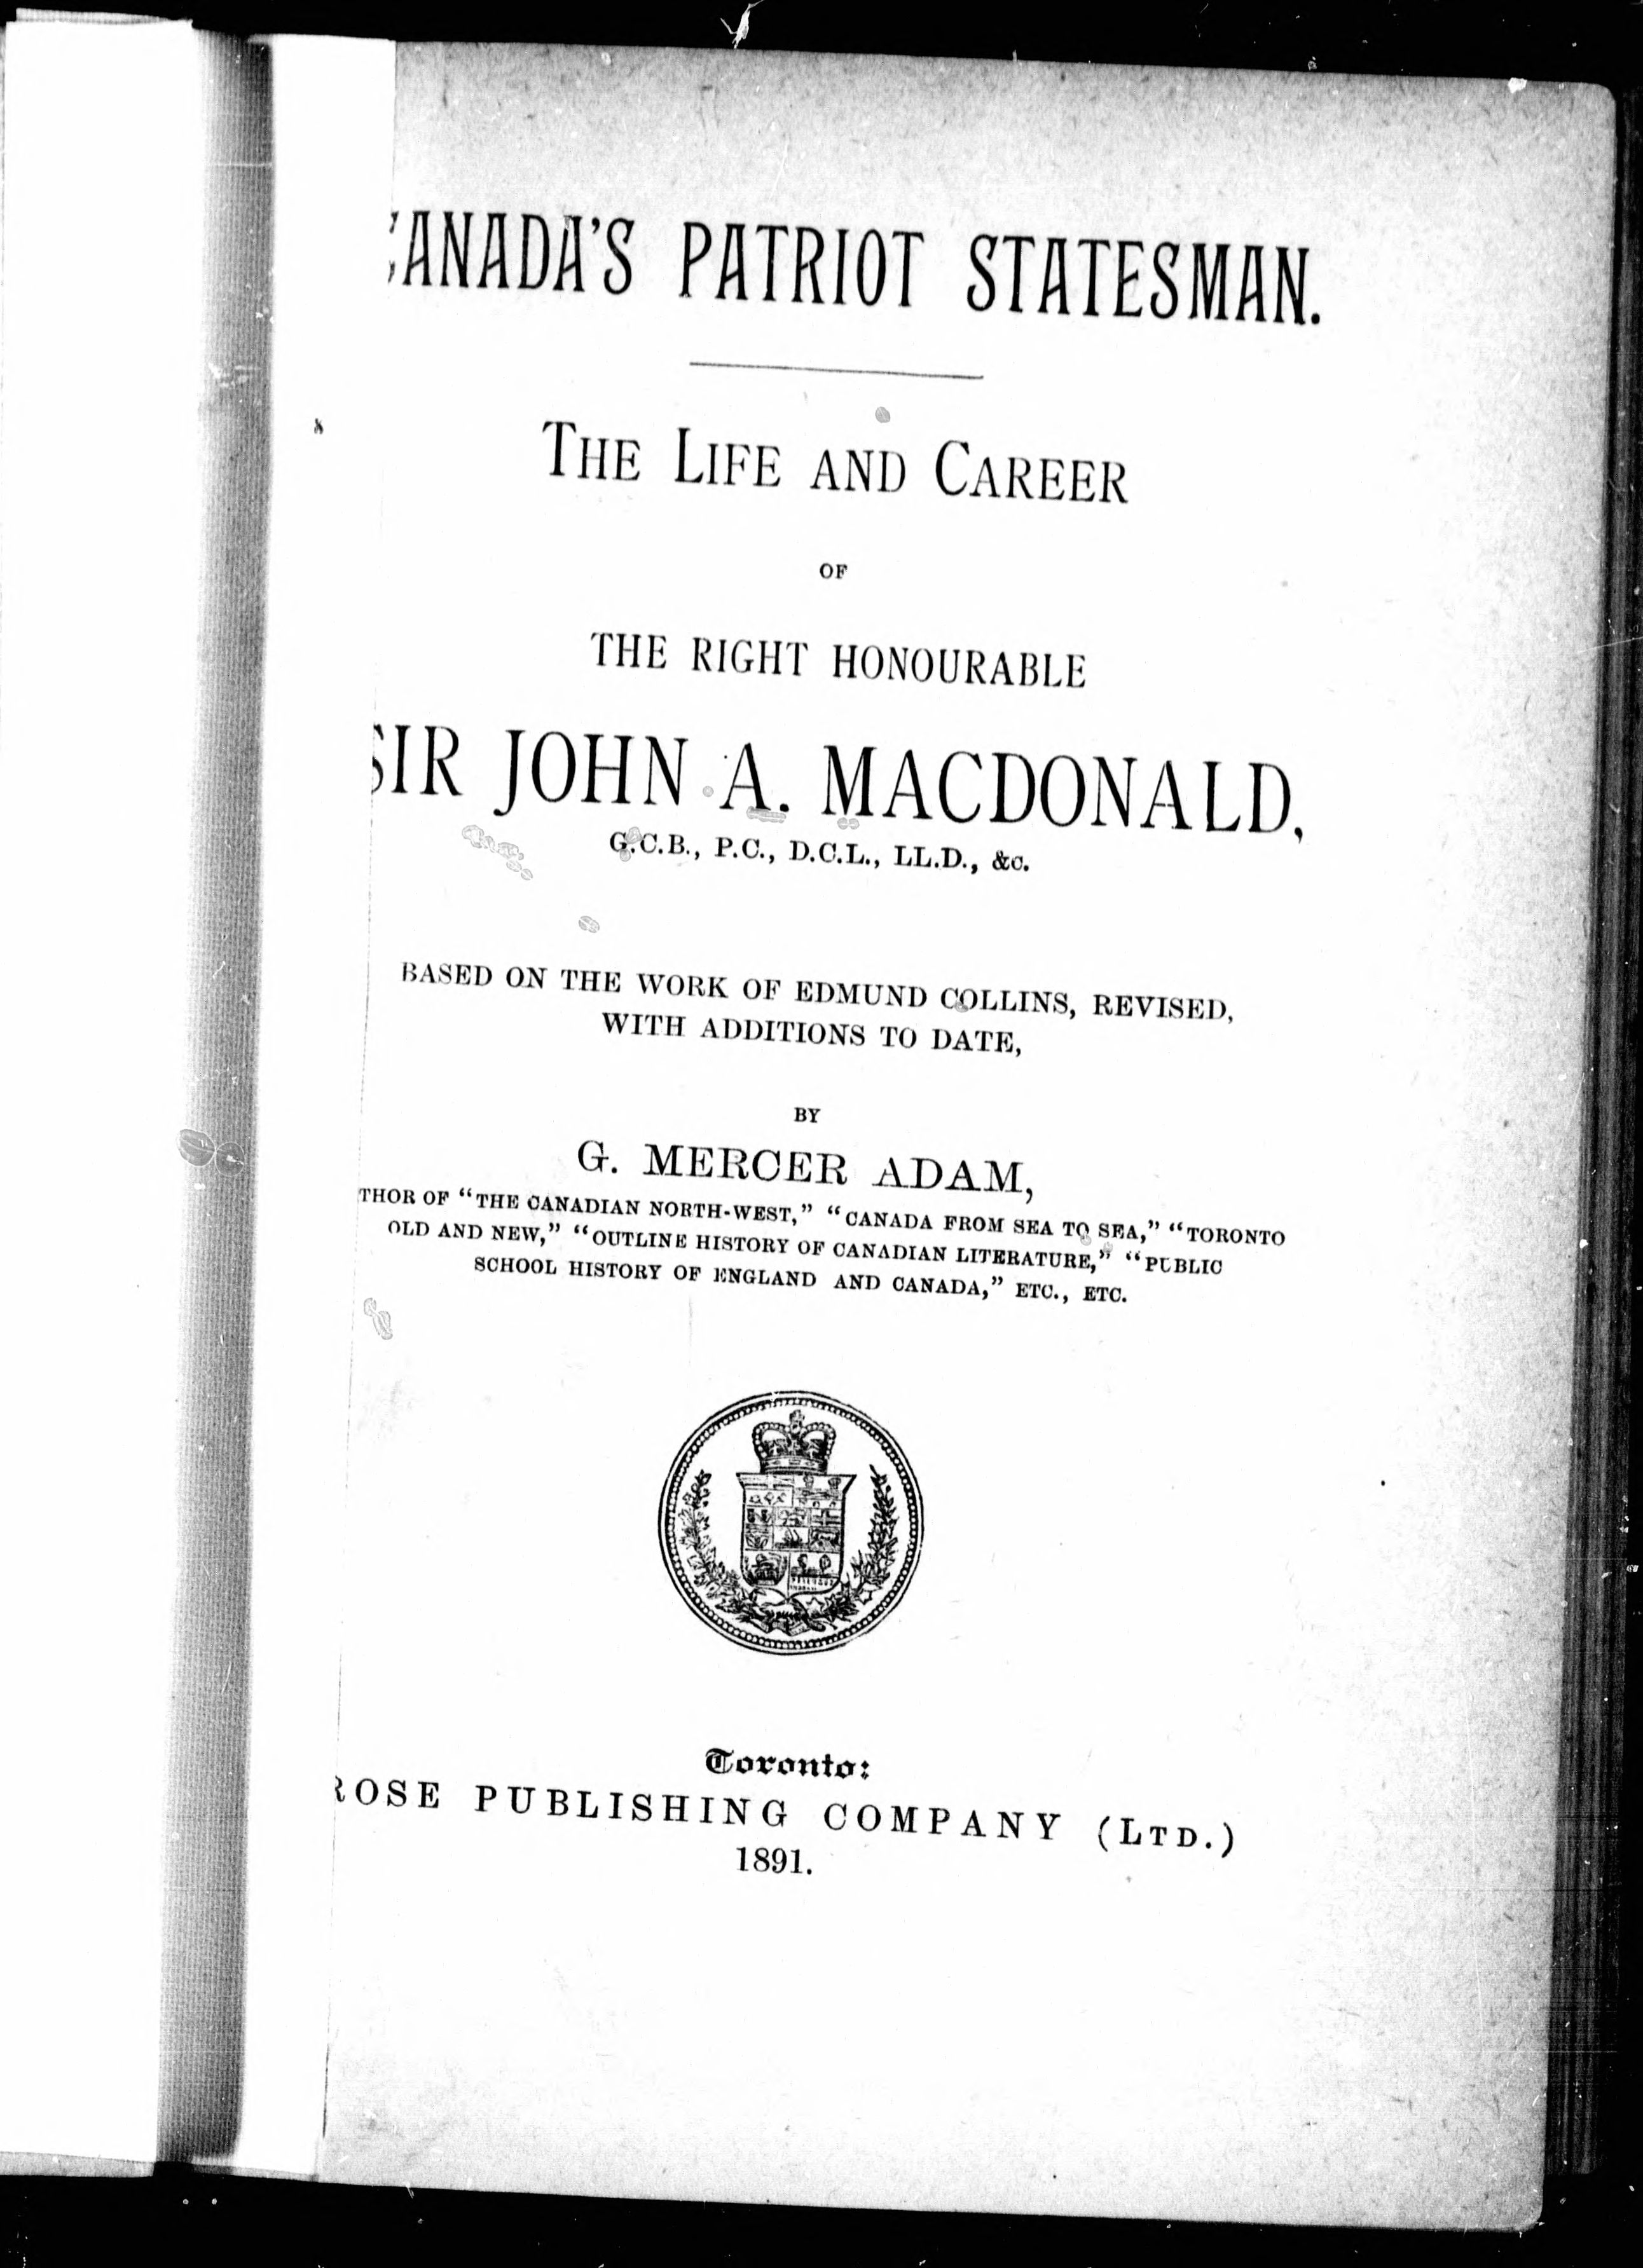 CANADA'S PATRIOT STATESMAN.
THE LIFE AND CAREER
OF
THE RIGHT HONOURABLE
SIR JOHN A. MACDONALD,
G.C.B., P.C., D.C.L., LL.D., &c.
BASED ON THE WORK OF EDMUND COLLINS, REVISED,
WITH ADDITIONS TO DATE,
BY
G. MERCER ADAM,
THOR OF "THE CANADIAN NORTH-WEST," "CANADA FROM SEA TO SEA," "TORONTO
OLD AND NEW," "OUTLINE HISTORY OF CANADIAN LITERATURE," "PUBLIC
SCHOOL HISTORY OF ENGLAND AND CANADA," ETC., ETC.
Toronto:
ROSE PUBLISHING COMPANY (LTD.)
1891.